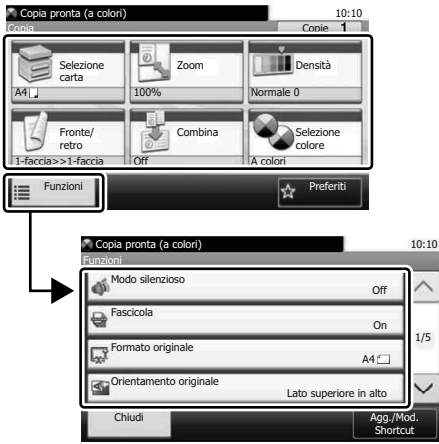 Copia pronta (a colori) 10:10
Copia Copie 1
Selezione carta
A4
Zoom
100%
Densità
Normale 0
Fronte/ retro
1-faccia>>1-faccia
Combina
Off
Selezione colore
A colori
Funzioni
Preferiti
Copia pronta (a colori) 10:10
Funzioni
Modo silenzioso
Off
Fascicola
On
1/5
Formato originale
A4
Orientamento originale
Lato superiore in alto
Chiudi
Agg./Mod.
Shortcut